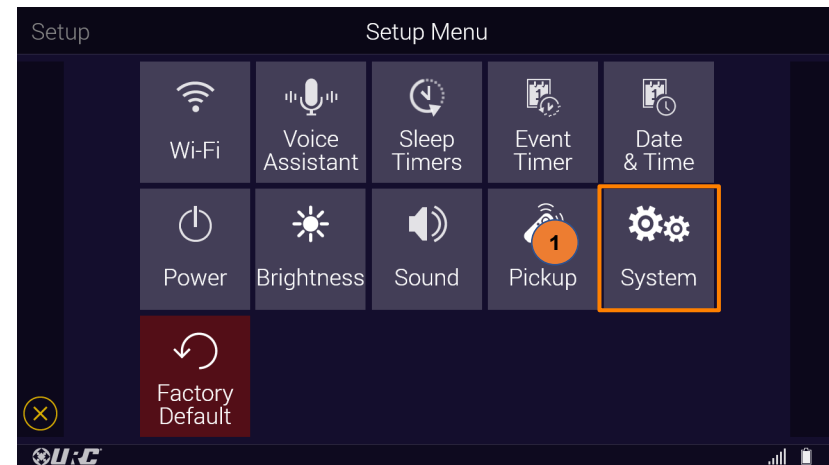 Setup
Setup Menu
Wi-Fi
Voice
Assistant
Sleep
Timers
Event
Timer
Date
& Time
Power
Brightness
Sound
1
Pickup
System
Factory
Default
URC